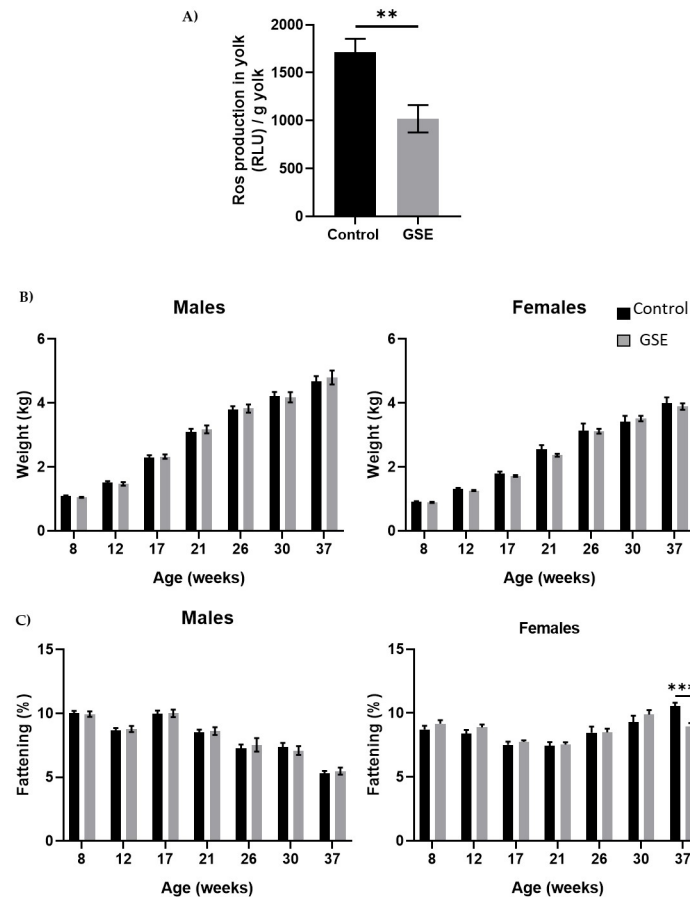 A)
**
Ros production in yolk
(RLU) / g yolk
2000
1500
1000
500
0
Control GSE
B)
Males
Weight (kg)
6
4
2
0
8 12 17 21 26 30 37
Age (weeks)
Females
Control
GSE
Weight (kg)
6
4
2
0
8 12 17 21 26 30 37
Age (weeks)
C)
Males
Fattening (%)
15
10
5
0
8 12 17 21 26 30 37
Age (weeks)
Females
***
Fattening (%)
15
10
5
0
8 12 17 21 26 30 37
Age (weeks)